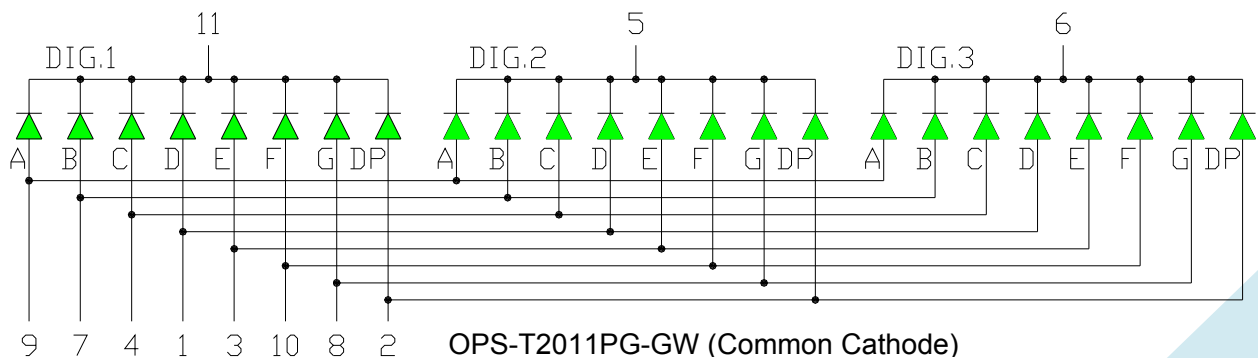 11 5 6
DIG.1 DIG.2 DIG.3
A B C D E F G DP A B C D E F G DP A B C D E F G DP
9 7 4 1 3 10 8 2 OPS-T2011PG-GW (Common Cathode)